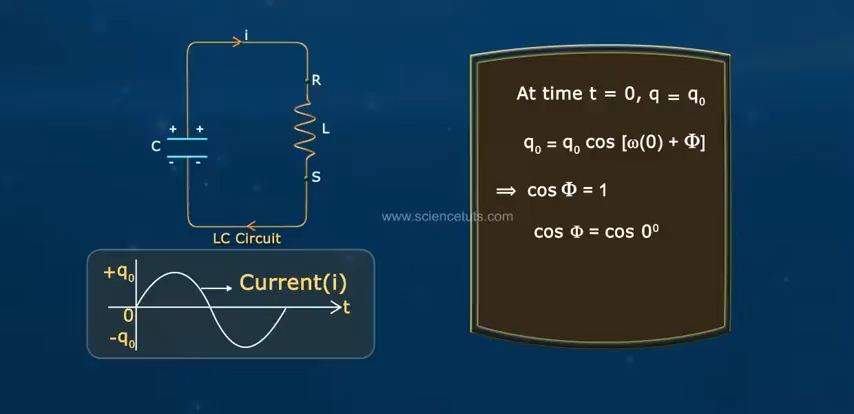 i
R
L
S
C
+ +
- -
LC Circuit
+q₀
Current(i)
0
t
-q₀
www.sciencetuts.com
At time t = 0, q = q₀
q₀ = q₀ cos [ω(0) + Φ]
⇒ cos Φ = 1
cos Φ = cos 0⁰